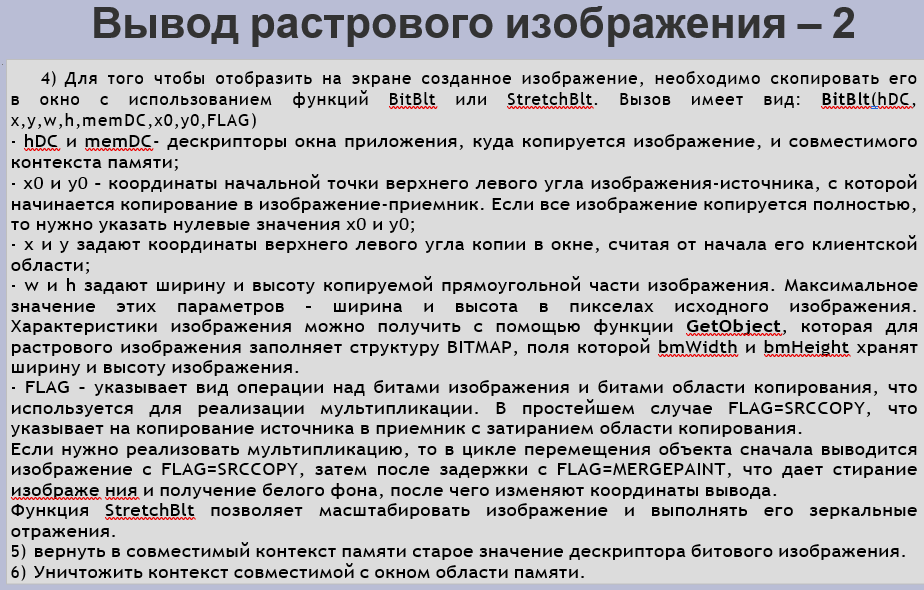 Вывод растрового изображения – 2
4) Для того чтобы отобразить на экране созданное изображение, необходимо скопировать его
в окно с использованием функций BitBlt или StretchBlt. Вызов имеет вид: BitBlt(hDC,
x,y,w,h,memDC,x0,y0,FLAG)
- hDC и memDC- дескрипторы окна приложения, куда копируется изображение, и совместимого
контекста памяти;
- x0 и y0 – координаты начальной точки верхнего левого угла изображения-источника, с которой
начинается копирование в изображение-приемник. Если все изображение копируется полностью,
то нужно указать нулевые значения x0 и y0;
- x и y задают координаты верхнего левого угла копии в окне, считая от начала его клиентской
области;
- w и h задают ширину и высоту копируемой прямоугольной части изображения. Максимальное
значение этих параметров – ширина и высота в пикселях исходного изображения.
Характеристики изображения можно получить с помощью функции GetObject, которая для
растрового изображения заполняет структуру BITMAP, поля которой bmWidth и bmHeight хранят
ширину и высоту изображения.
- FLAG – указывает вид операции над битами изображения и битами области копирования, что
используется для реализации мультипликации. В простейшем случае FLAG=SRCCOPY, что
указывает на копирование источника в приемник с затиранием области копирования.
Если нужно реализовать мультипликацию, то в цикле перемещения объекта сначала выводится
изображение с FLAG=SRCCOPY, затем после задержки с FLAG=MERGEPAINT, что дает стирание
изображе ния и получение белого фона, после чего изменяют координаты вывода.
Функция StretchBlt позволяет масштабировать изображение и выполнять его зеркальные
отражения.
5) вернуть в совместимый контекст памяти старое значение дескриптора битового изображения.
6) Уничтожить контекст совместимой с окном области памяти.